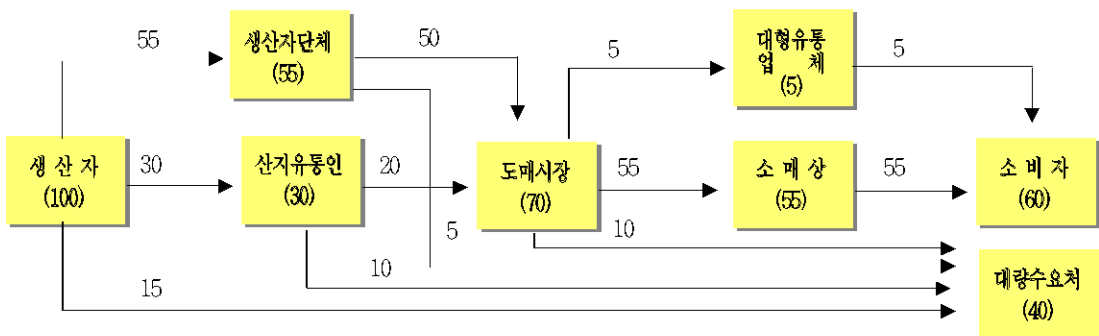 55
생산자단체
(55)
50
5
대형유통
업 체
(5)
5
생 산 자
(100)
30
산지유통인
(30)
20
도매시장
(70)
55
소 매 상
(55)
55
소 비 자
(60)
5
10
10
15
대량수요처
(40)